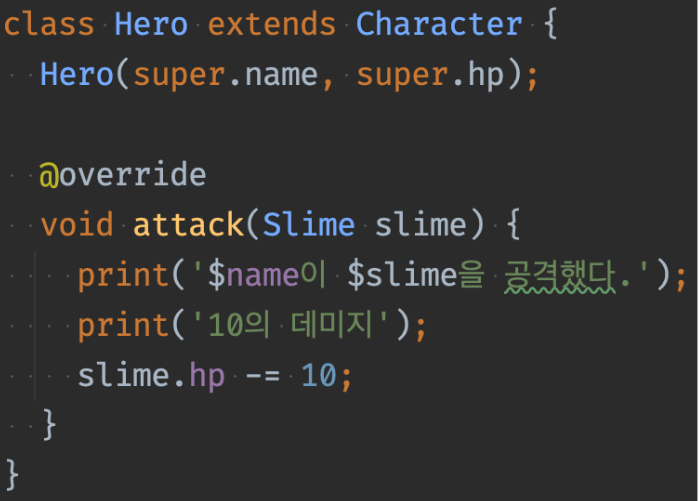 class Hero extends Character {
  Hero(super.name, super.hp);

  @override
  void attack(Slime slime) {
    print('$name이 $slime을 공격했다.');
    print('10의 데미지');
    slime.hp -= 10;
  }
}